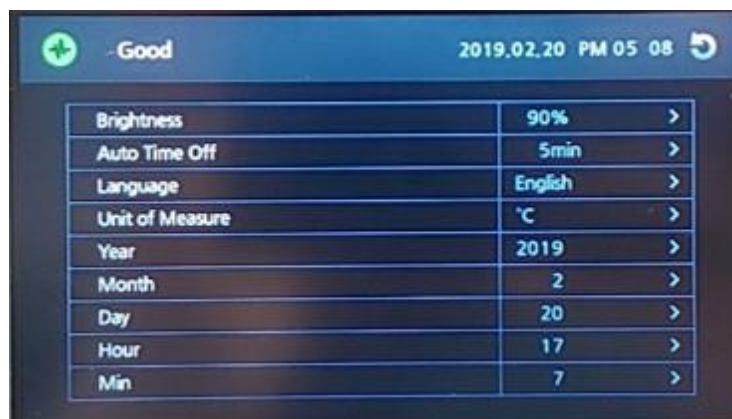 Good 2019.02.20 PM 05 08
Brightness 90% >
Auto Time Off 5min >
Language English >
Unit of Measure °C >
Year 2019 >
Month 2 >
Day 20 >
Hour 17 >
Min 7 >